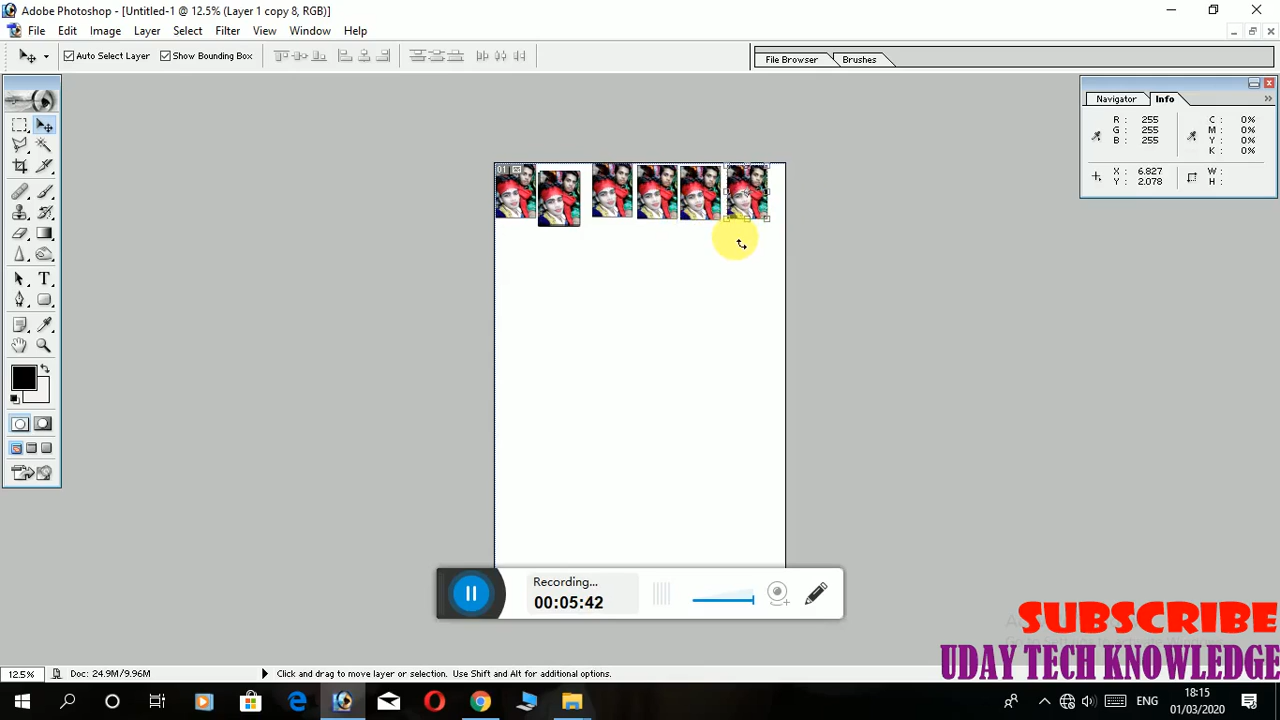 Adobe Photoshop - [Untitled-1 @ 12.5% (Layer 1 copy 8, RGB)]
File Edit Image Layer Select Filter View Window Help
Auto Select Layer Show Bounding Box
File Browser Brushes
Navigator Info
R : 255 C : 0%
G : 255 M : 0%
B : 255 Y : 0%
K : 0%
X : 6.827 W :
Y : 2.078 H :
01
Recording...
00:05:42
SUBSCRIBE
UDAY TECH KNOWLEDGE
12.5% Doc: 24.9M/9.96M Click and drag to move layer or selection. Use Shift and Alt for additional options.
ENG
18:15
01/03/2020